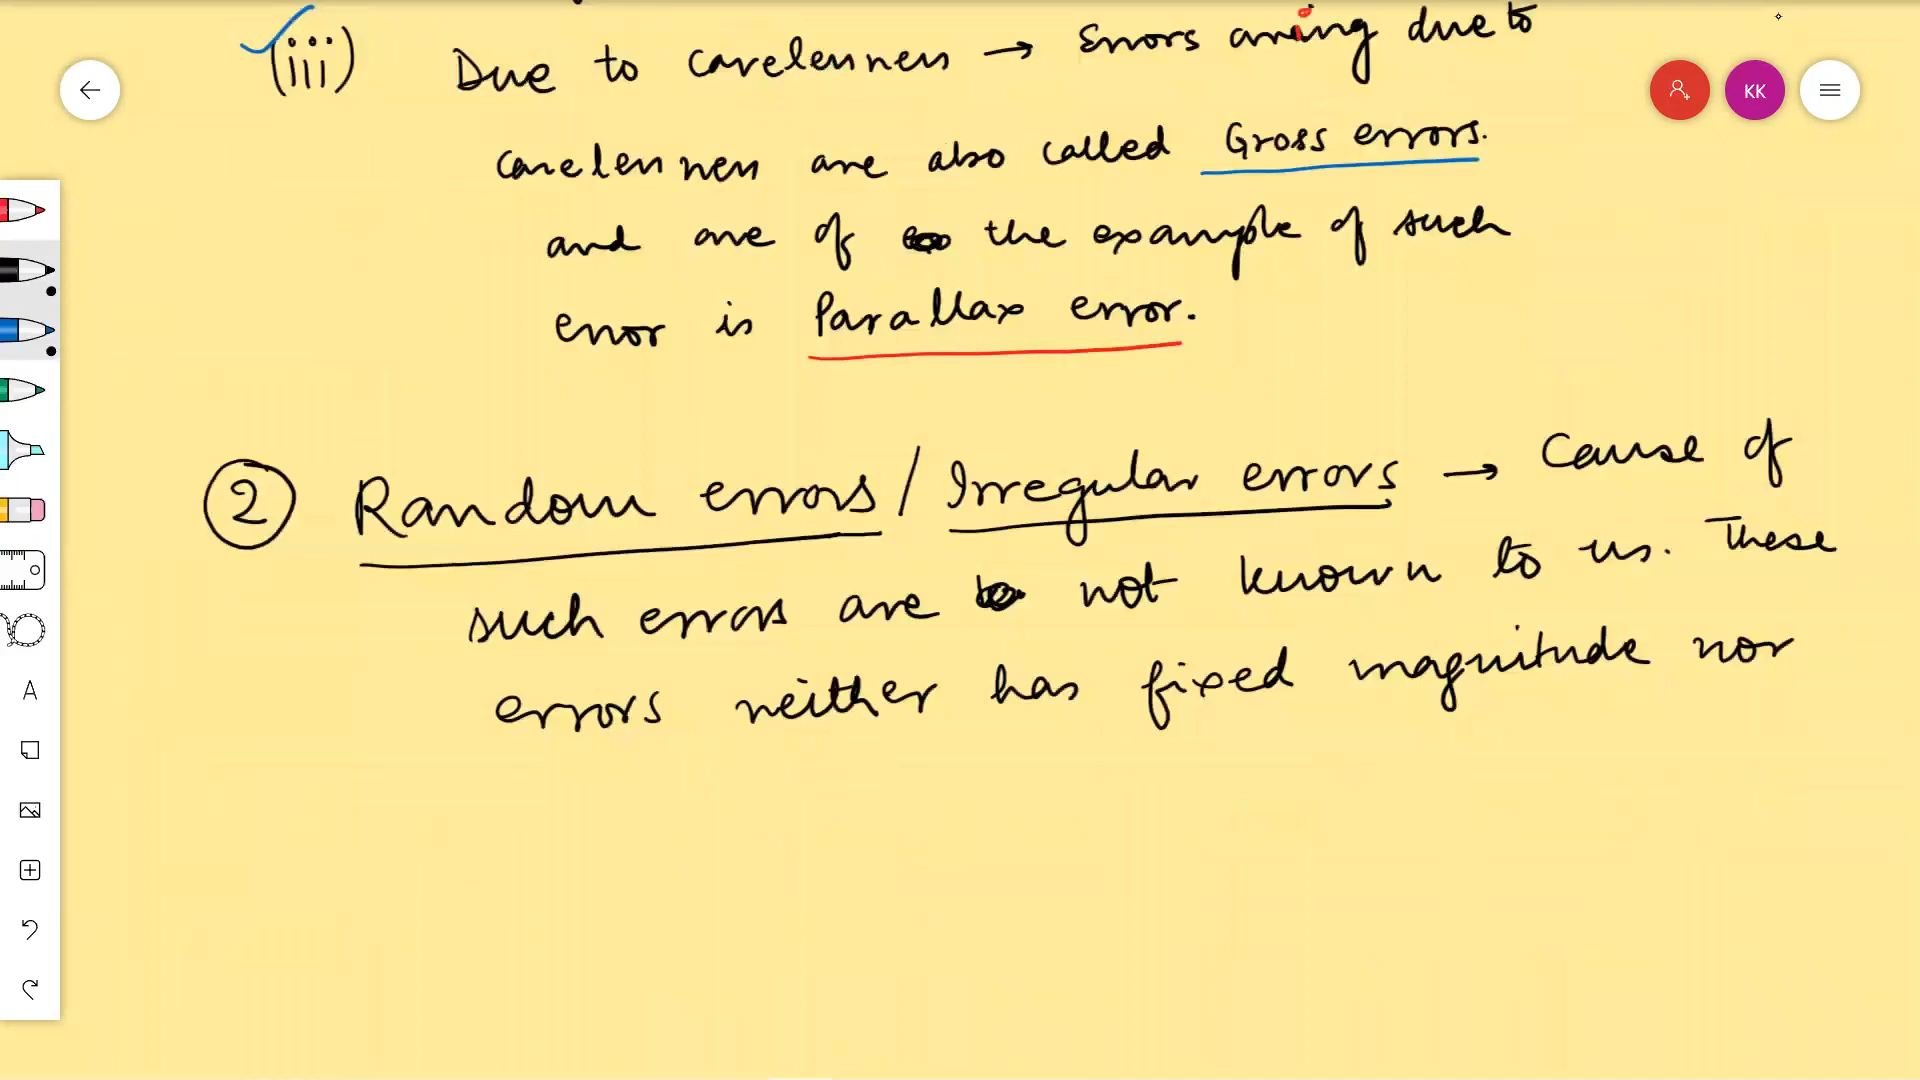 (iii) Due to carelessness → Errors arising due to
carelessness are also called Gross errors.
and one of the example of such
error is Parallax error.
② Random errors / Irregular errors → Cause of
such errors are not known to us. These
errors neither has fixed magnitude nor
KK
A